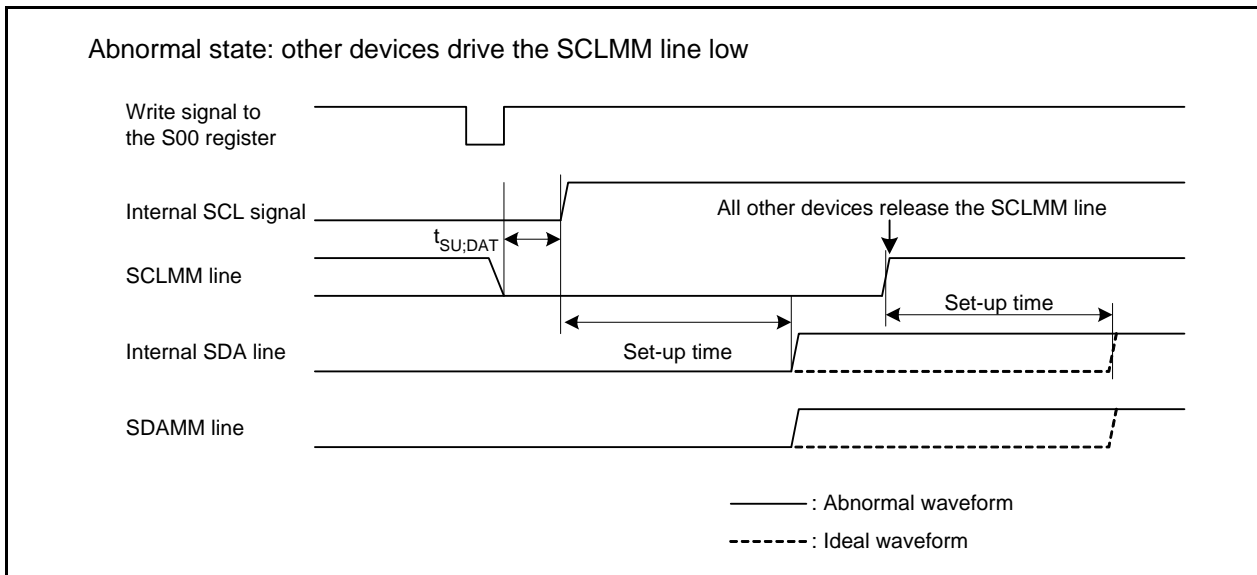 Abnormal state: other devices drive the SCLMM line low
Write signal to
the S00 register
Internal SCL signal
All other devices release the SCLMM line
tSU;DAT
SCLMM line
Set-up time
Internal SDA line
Set-up time
SDAMM line
: Abnormal waveform
: Ideal waveform